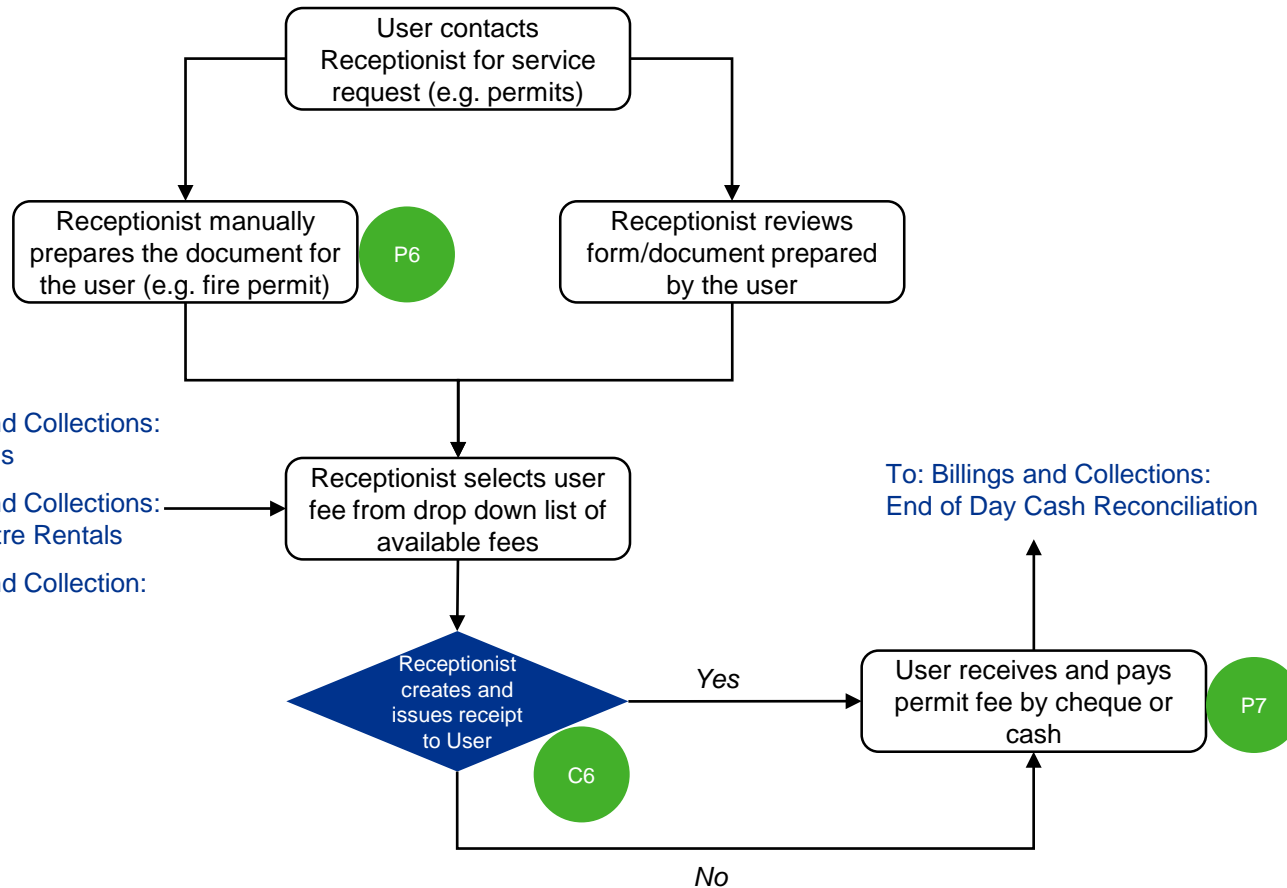 User contacts
Receptionist for service
request (e.g. permits)
Receptionist manually
prepares the document for
the user (e.g. fire permit)
P6
Receptionist reviews
form/document prepared
by the user
nd Collections:
s
nd Collections:
tre Rentals
nd Collection:
Receptionist selects user
fee from drop down list of
available fees
To: Billings and Collections:
End of Day Cash Reconciliation
Receptionist
creates and
issues receipt
to User
Yes
User receives and pays
permit fee by cheque or
cash
P7
C6
No